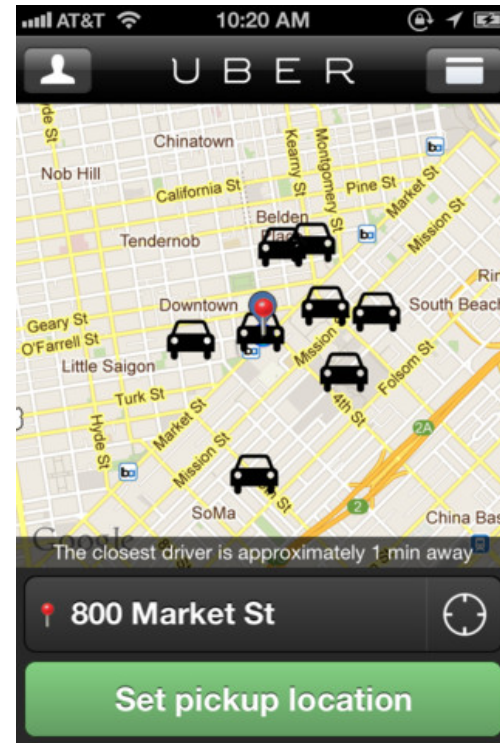 AT&T 10:20 AM
UBER
Chinatown
Kearny St
Montgomery St
Nob Hill
California St
Pine St
Market St
Mission St
Belden
Tendernob
Downtown
South Beach
Geary St
O'Farrell St
Mission
Folsom St
Little Saigon
4th St
Turk St
Hyde St
Market St
Mission St
2A
SoMa
2
China Bas
Google
The closest driver is approximately 1 min away
800 Market St
Set pickup location